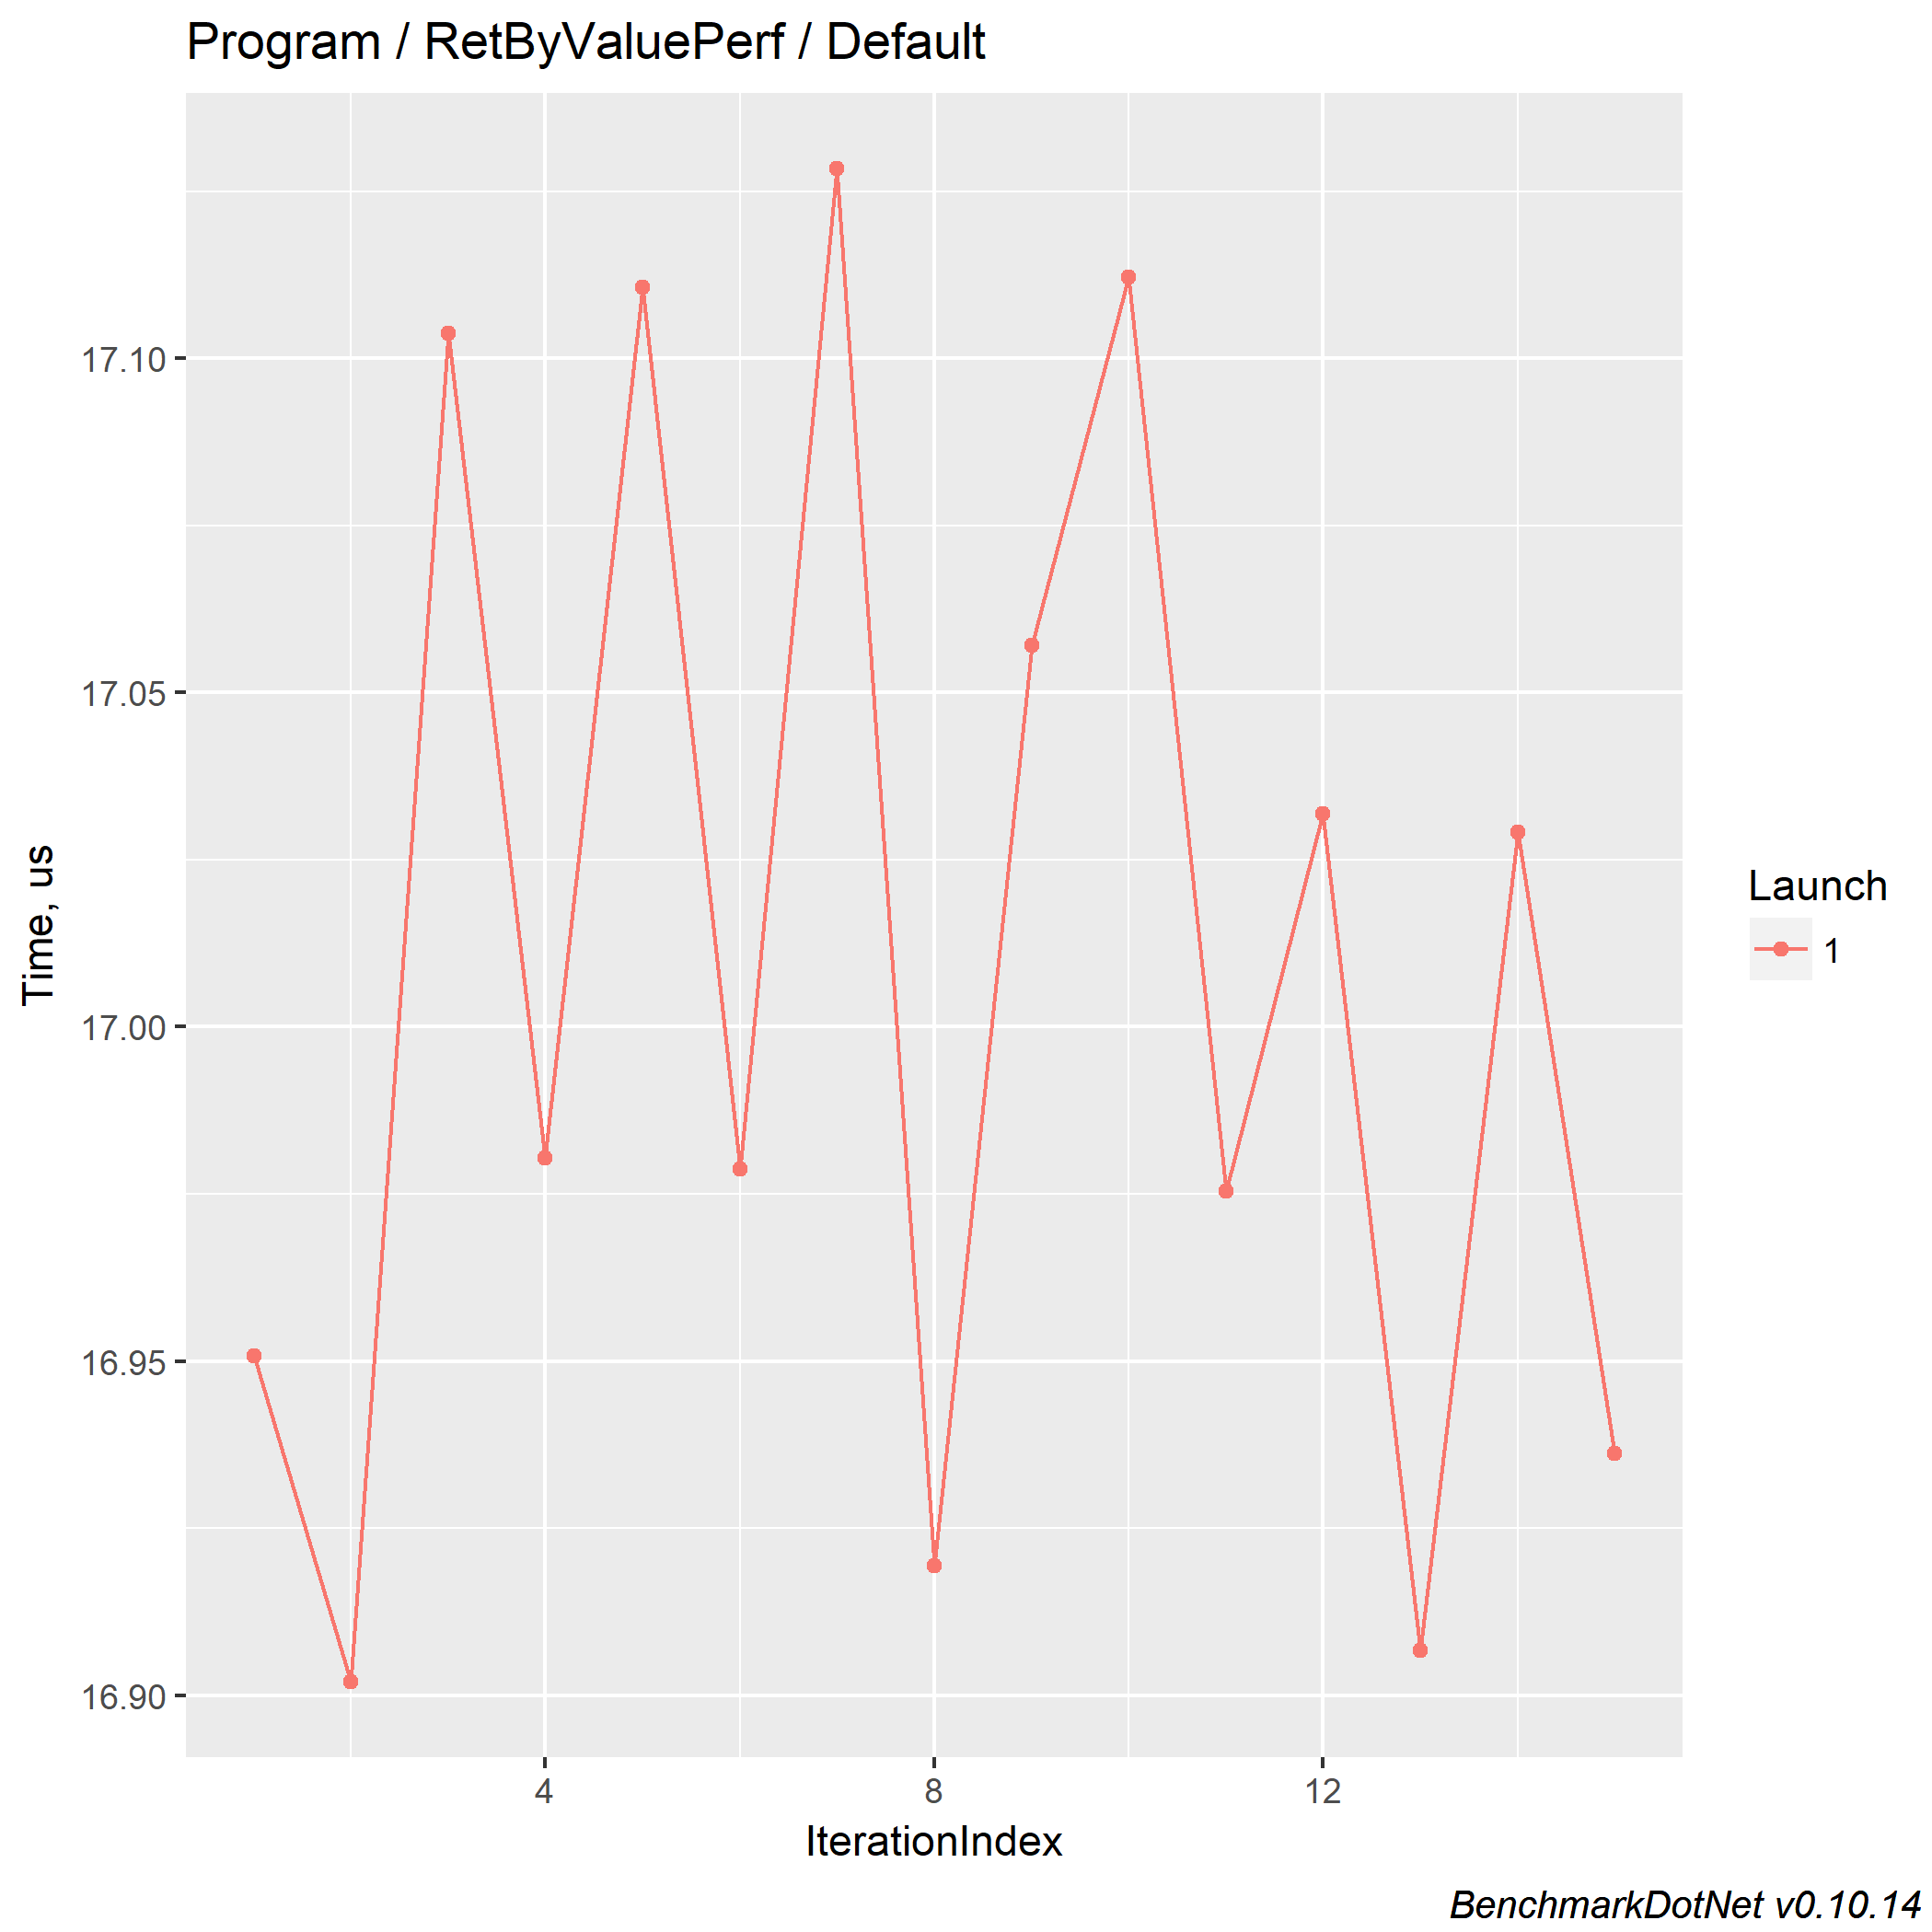 Program / RetByValuePerf / Default
17.10
17.05
17.00
16.95
16.90
Time, us
4
8
12
IterationIndex
Launch
1
BenchmarkDotNet v0.10.14